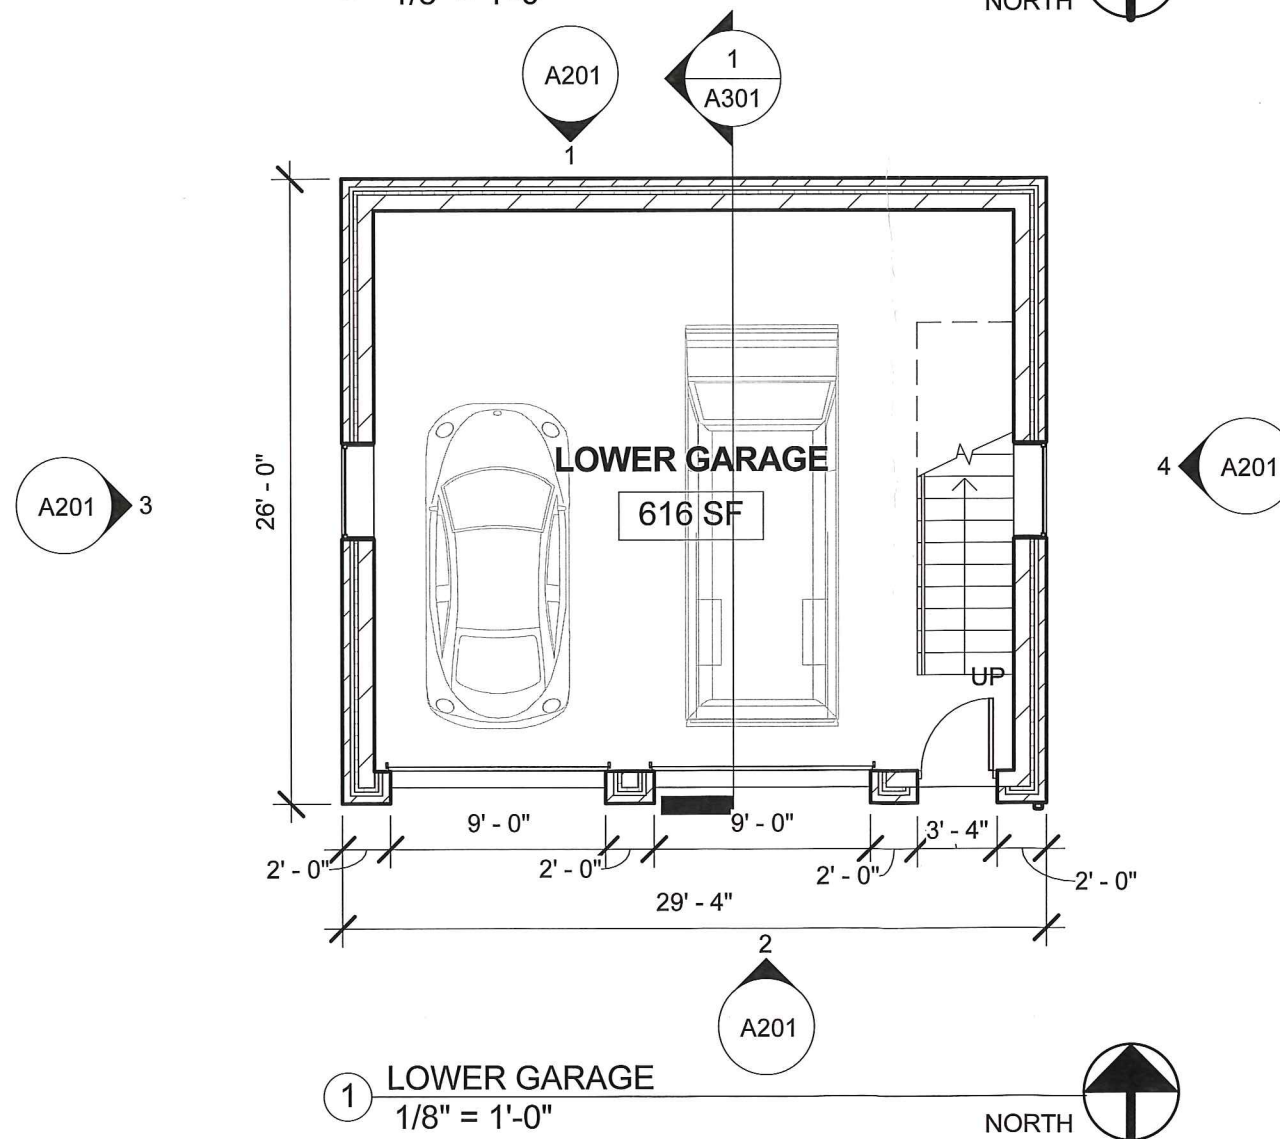 NORTH
A201
1
1
A301
26' - 0"
LOWER GARAGE
616 SF
A201
3
4
A201
UP
9' - 0"
9' - 0"
3' - 4"
2' - 0"
2' - 0"
2' - 0"
2' - 0"
29' - 4"
2
A201
1
LOWER GARAGE
1/8" = 1'-0"
NORTH